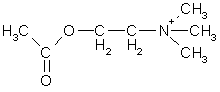 CH₃
H₃C O N⁺ CH₃
C C C CH₃
H₂ H₂
O